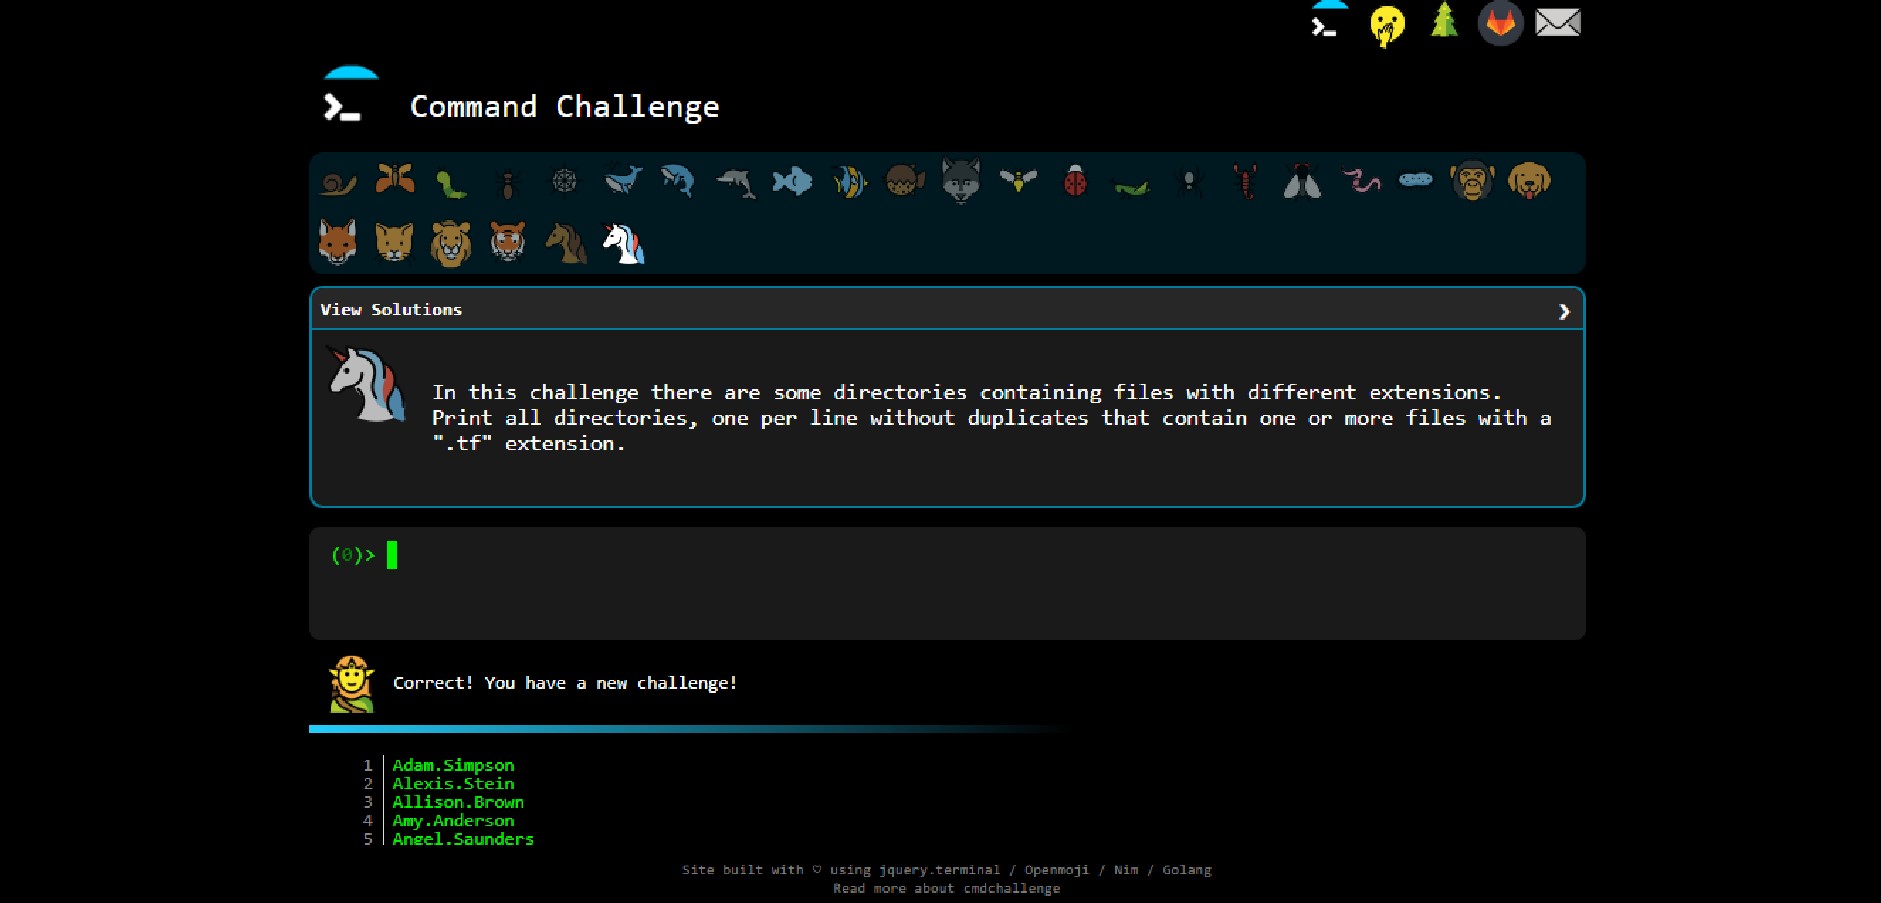 Command Challenge
View Solutions
In this challenge there are some directories containing files with different extensions.
Print all directories, one per line without duplicates that contain one or more files with a
".tf" extension.
(0)>
Correct! You have a new challenge!
1 Adam.Simpson
2 Alexis.Stein
3 Allison.Brown
4 Amy.Anderson
5 Angel.Saunders
Site built with ♡ using jquery.terminal / Openmoji / Nim / Golang
Read more about cmdchallenge